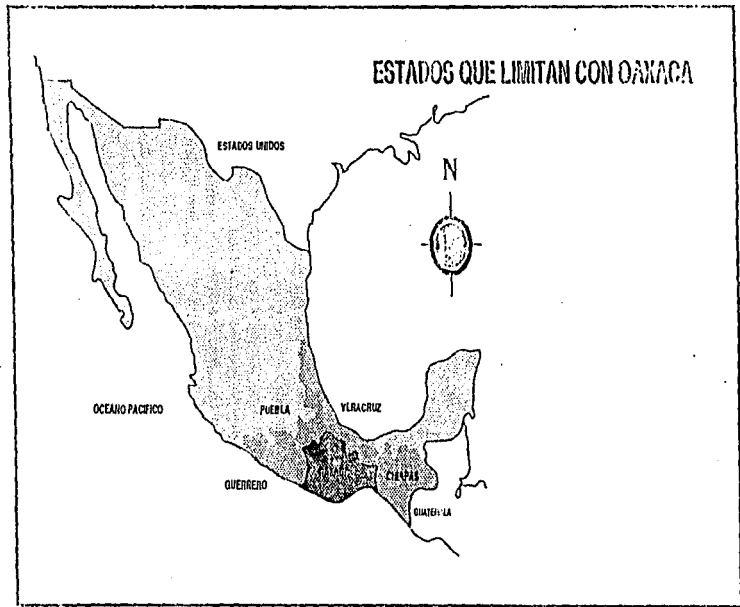 ESTADOS QUE LIMITAN CON OAXACA
ESTADOS UNIDOS
N
OCEANO PACIFICO
PUEBLA
VERACRUZ
GUERRERO
CHIAPAS